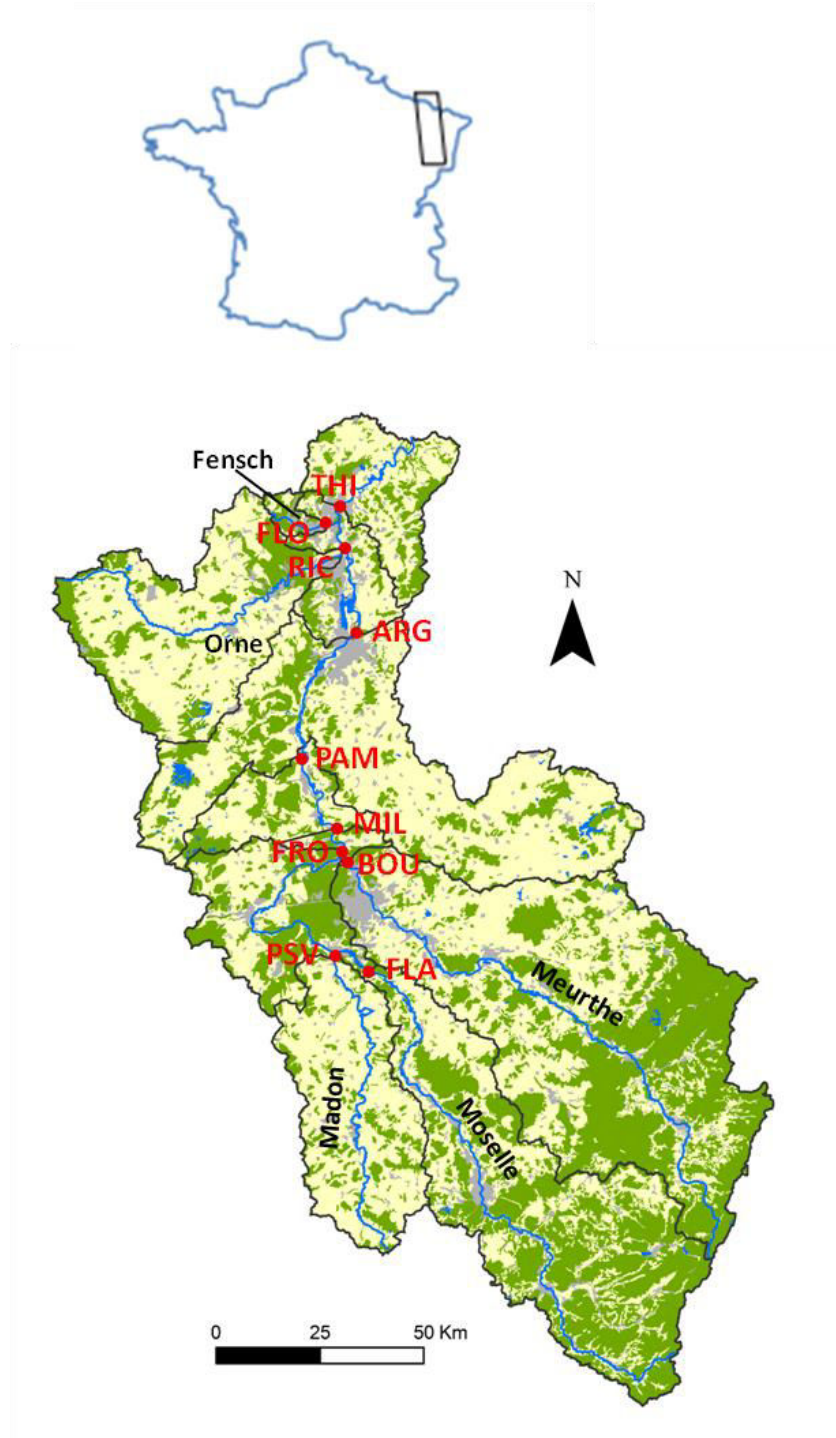 Fensch
THI
FLO
RIC
N
ARG
Orne
PAM
MIL
FRO
BOU
PSV
FLA
Meurthe
Madon
Moselle
0 25 50 Km